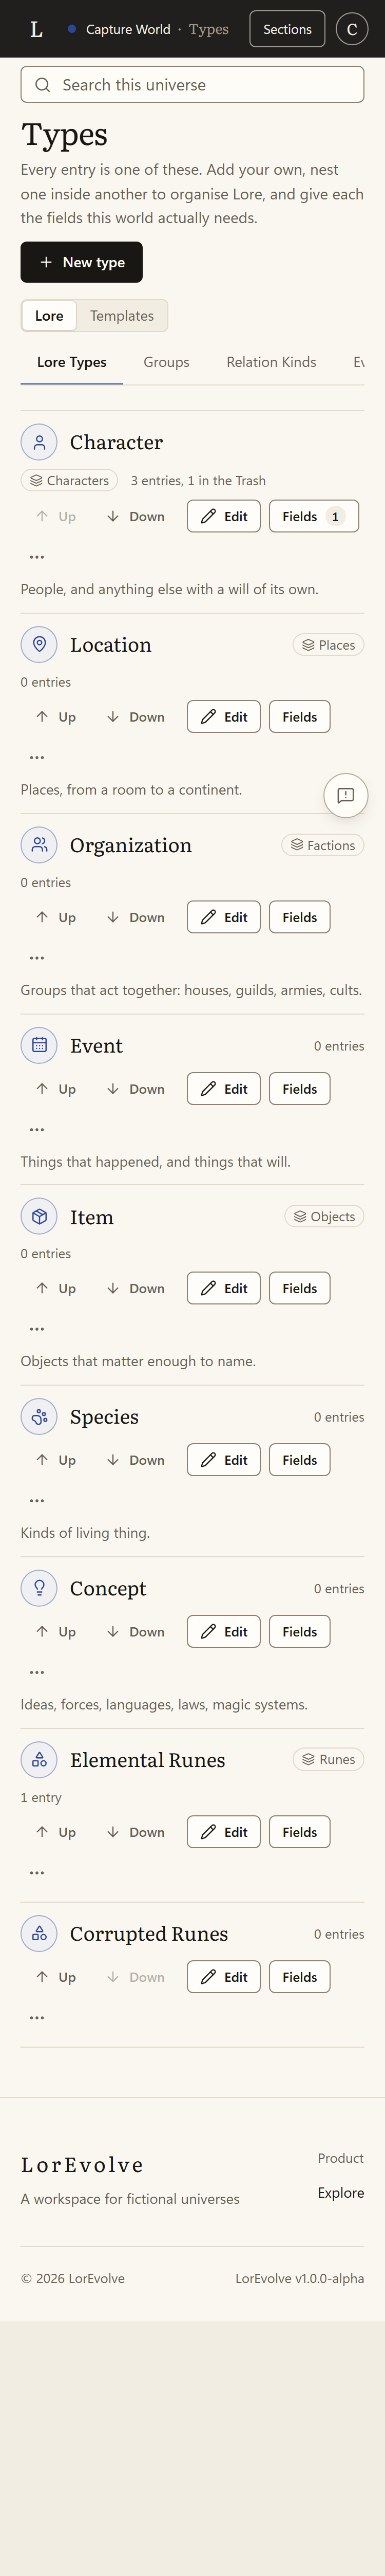 L
Capture World · Types
Sections
C
Search this universe
Types
Every entry is one of these. Add your own, nest
one inside another to organise Lore, and give each
the fields this world actually needs.
New type
Lore Templates
Lore Types Groups Relation Kinds Ev
Character
Characters 3 entries, 1 in the Trash
Up Down Edit Fields 1
People, and anything else with a will of its own.
Location Places
0 entries
Up Down Edit Fields
Places, from a room to a continent.
Organization Factions
0 entries
Up Down Edit Fields
Groups that act together: houses, guilds, armies, cults.
Event 0 entries
Up Down Edit Fields
Things that happened, and things that will.
Item Objects
0 entries
Up Down Edit Fields
Objects that matter enough to name.
Species 0 entries
Up Down Edit Fields
Kinds of living thing.
Concept 0 entries
Up Down Edit Fields
Ideas, forces, languages, laws, magic systems.
Elemental Runes Runes
1 entry
Up Down Edit Fields
Corrupted Runes 0 entries
Up Down Edit Fields
LorEvolve Product
A workspace for fictional universes Explore
© 2026 LorEvolve LorEvolve v1.0.0-alpha